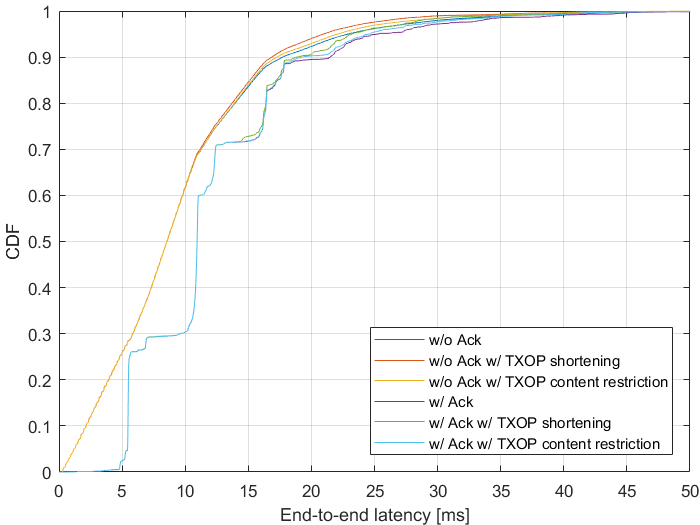 1
0.9
0.8
0.7
0.6
0.5
0.4
0.3
0.2
0.1
0
CDF
w/o Ack
w/o Ack w/ TXOP shortening
w/o Ack w/ TXOP content restriction
w/ Ack
w/ Ack w/ TXOP shortening
w/ Ack w/ TXOP content restriction
0 5 10 15 20 25 30 35 40 45 50
End-to-end latency [ms]